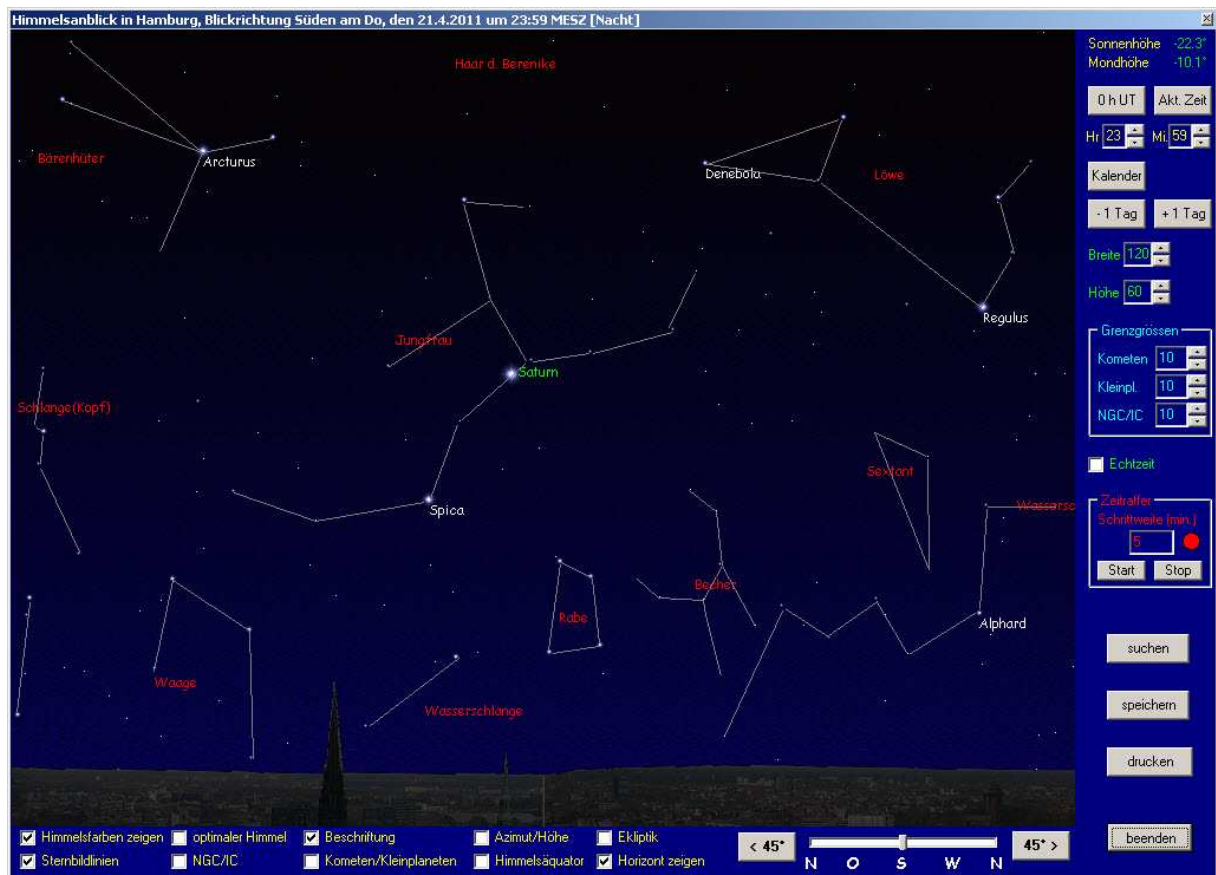 Himmelsanblick in Hamburg, Blickrichtung Süden am Do, den 21.4.2011 um 23:59 MESZ [Nacht]
Haar d. Berenike
Bärenhüter
Arcturus
Denebola
Löwe
Regulus
Jungfrau
Saturn
Schlange(Kopf)
Spica
Sextant
Wassersc
Becher
Rabe
Alphard
Waage
Wasserschlange
Sonnenhöhe -22.3°
Mondhöhe -10.1°
0 h UT Akt. Zeit
Hr 23 Mi. 59
Kalender
- 1 Tag + 1 Tag
Breite 120
Höhe 60
Grenzgrössen
Kometen 10
Kleinpl. 10
NGC/IC 10
Echtzeit
Zeitraffer
Schrittweite (min.)
5
Start Stop
suchen
speichern
drucken
beenden
Himmelsfarben zeigen optimaler Himmel Beschriftung Azimut/Höhe Ekliptik
Sternbildlinien NGC/IC Kometen/Kleinplaneten Himmelsäquator Horizont zeigen
< 45° 45° >
N O S W N